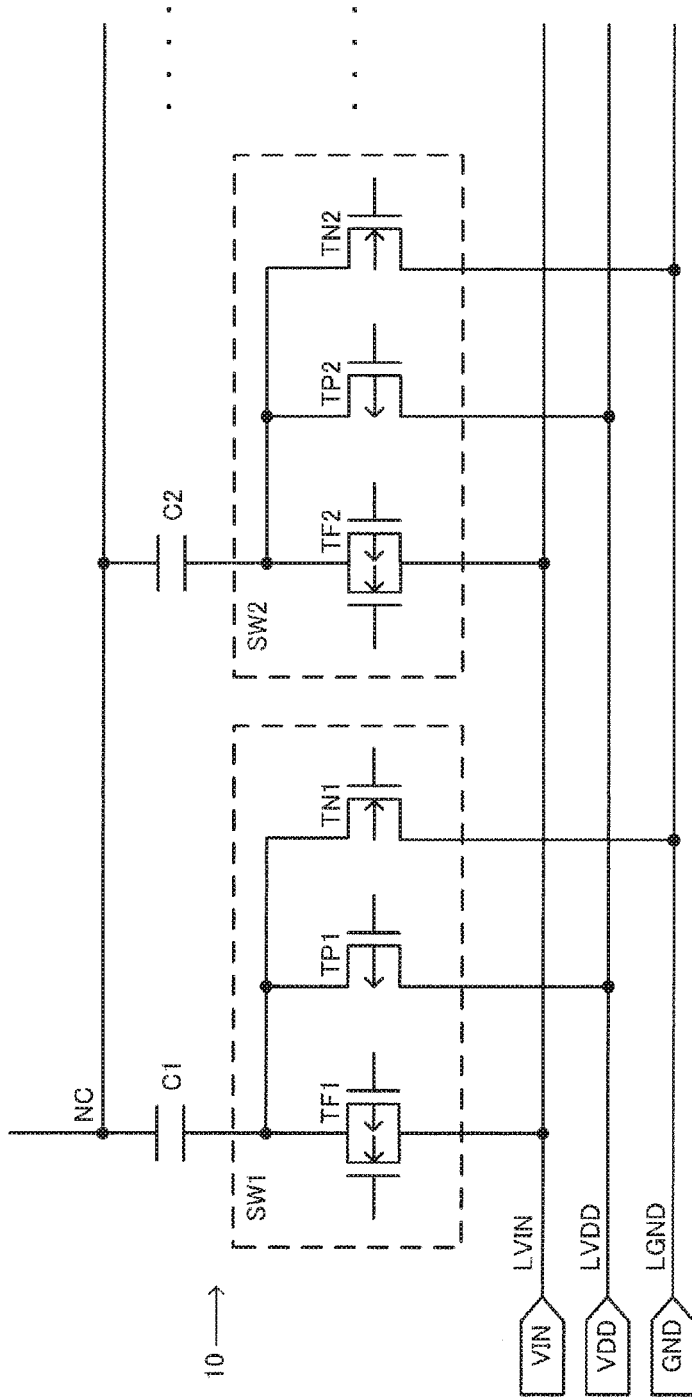 NC
C1
C2
10
SW1
TF1
TP1
TN1
SW2
TF2
TP2
TN2
VIN
LVIN
VDD
LVDD
GND
LGND